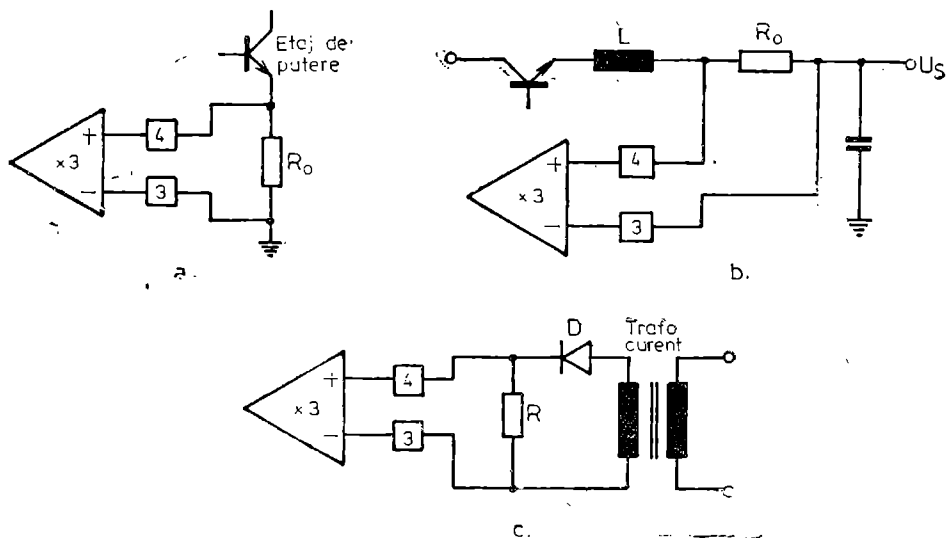 Etaj de
putere
+
4
×3
R₀
-
3
a.
L
R₀
U_S
+
4
×3
-
3
b.
D
Trafo
curent
+
4
×3
R
-
3
c.